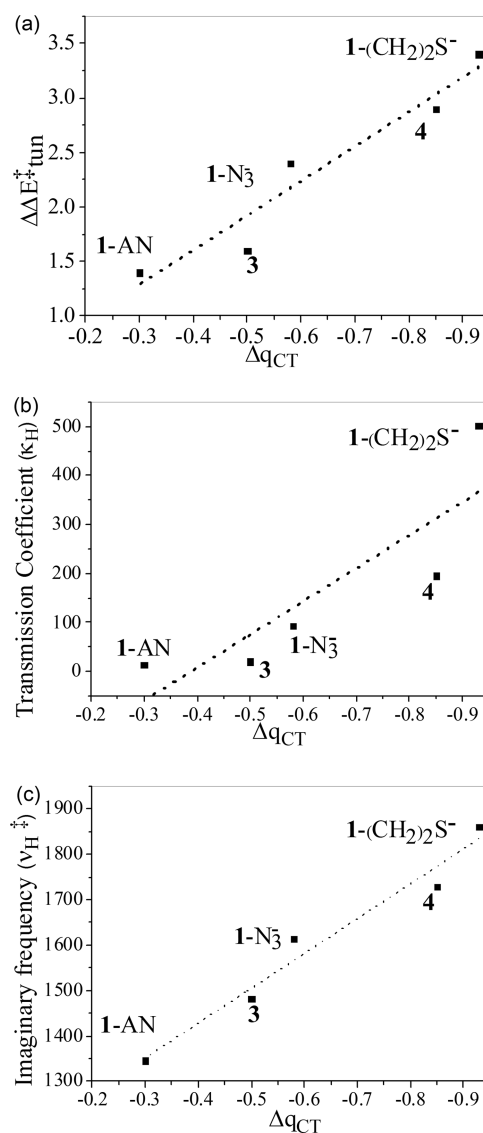 (a)
3.5
3.0
2.5
2.0
1.5
1.0
ΔΔE‡tun
1-(CH2)2S-
4
1-N3-
1-AN
3
-0.2 -0.3 -0.4 -0.5 -0.6 -0.7 -0.8 -0.9
ΔqCT
(b)
500
400
300
200
100
0
Transmission Coefficient (κH)
1-(CH2)2S-
4
1-AN
1-N3-
3
-0.2 -0.3 -0.4 -0.5 -0.6 -0.7 -0.8 -0.9
ΔqCT
(c)
1900
1800
1700
1600
1500
1400
1300
Imaginary frequency (νH‡)
1-(CH2)2S-
4
1-N3-
3
1-AN
-0.2 -0.3 -0.4 -0.5 -0.6 -0.7 -0.8 -0.9
ΔqCT